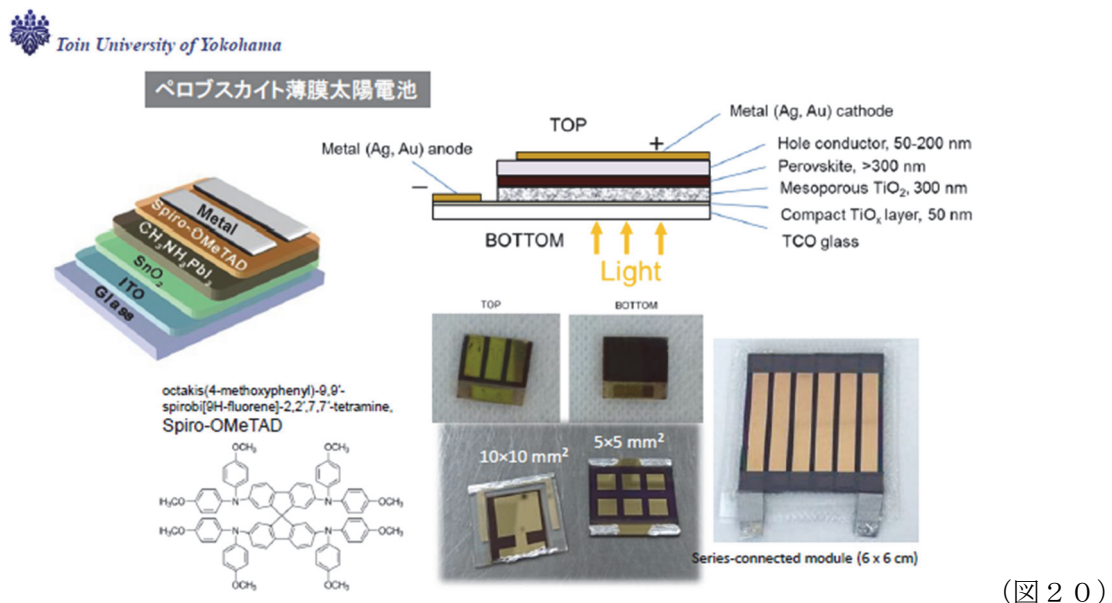 Toin University of Yokohama
ペロブスカイト薄膜太陽電池
TOP
Metal (Ag, Au) cathode
Metal (Ag, Au) anode
+
Hole conductor, 50-200 nm
−
Perovskite, >300 nm
Mesoporous TiO₂, 300 nm
Compact TiOₓ layer, 50 nm
BOTTOM
TCO glass
Light
Metal
Spiro-OMeTAD
CH₃NH₃PbI₃
SnO₂
ITO
Glass
TOP
BOTTOM
octakis(4-methoxyphenyl)-9,9'-
spirobi[9H-fluorene]-2,2',7,7'-tetramine,
Spiro-OMeTAD
OCH₃
OCH₃
H₃CO
N
N
OCH₃
H₃CO
N
N
OCH₃
OCH₃
OCH₃
10×10 mm²
5×5 mm²
Series-connected module (6 x 6 cm)
(図２０)